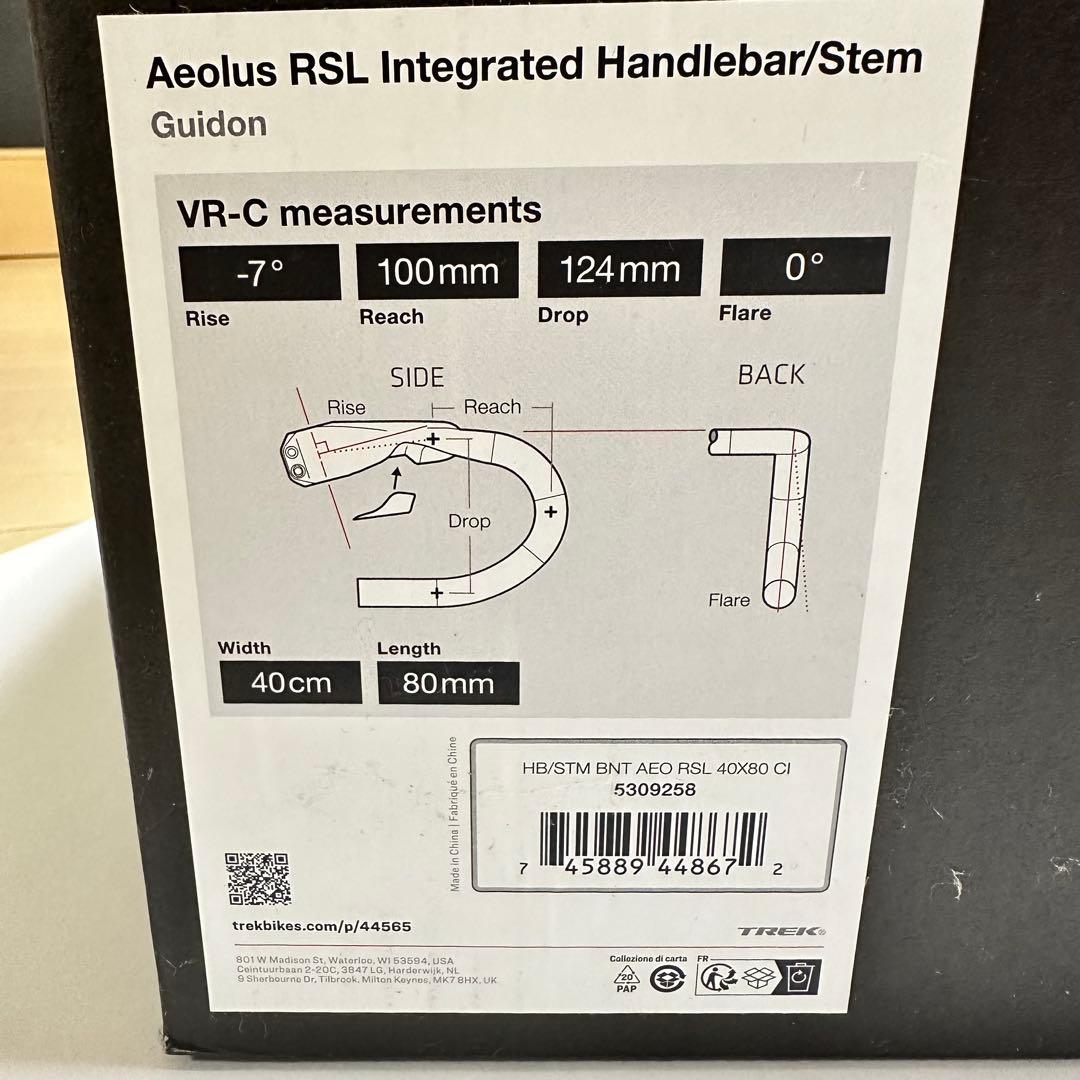 Aeolus RSL Integrated Handlebar/Stem
Guidon
VR-C measurements
-7° 100mm 124mm 0°
Rise Reach Drop Flare
SIDE BACK
Rise Reach
Drop
Flare
Width Length
40cm 80mm
Made in China | Fabriqué en Chine
HB/STM BNT AEO RSL 40X80 CI
5309258
7 45889 44867 2
trekbikes.com/p/44565
TREK®
801 W Madison St, Waterloo, WI 53594, USA
Ceintuurbaan 2-20C, 3847 LG, Harderwijk, NL
9 Sherbourne Dr, Tilbrook, Milton Keynes, MK7 8HX, UK
Collezione di carta FR
20
PAP